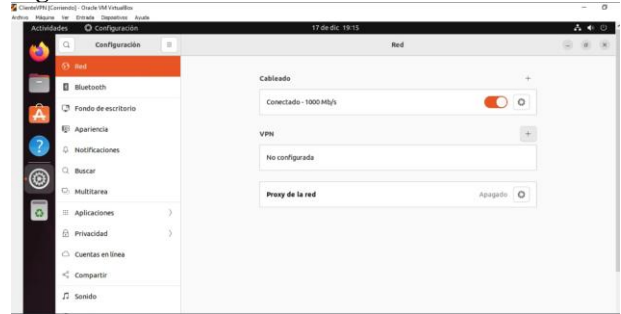 ClienteVPN [Corriendo] - Oracle VM VirtualBox
Archivo Máquina Ver Entrada Dispositivos Ayuda
Actividades Configuración 17 de dic 19:15
Configuración Red
Red
Bluetooth
Fondo de escritorio
Apariencia
Notificaciones
Buscar
Multitarea
Aplicaciones
Privacidad
Cuentas en línea
Compartir
Sonido
Cableado
Conectado - 1000 Mb/s
VPN
No configurada
Proxy de la red Apagado